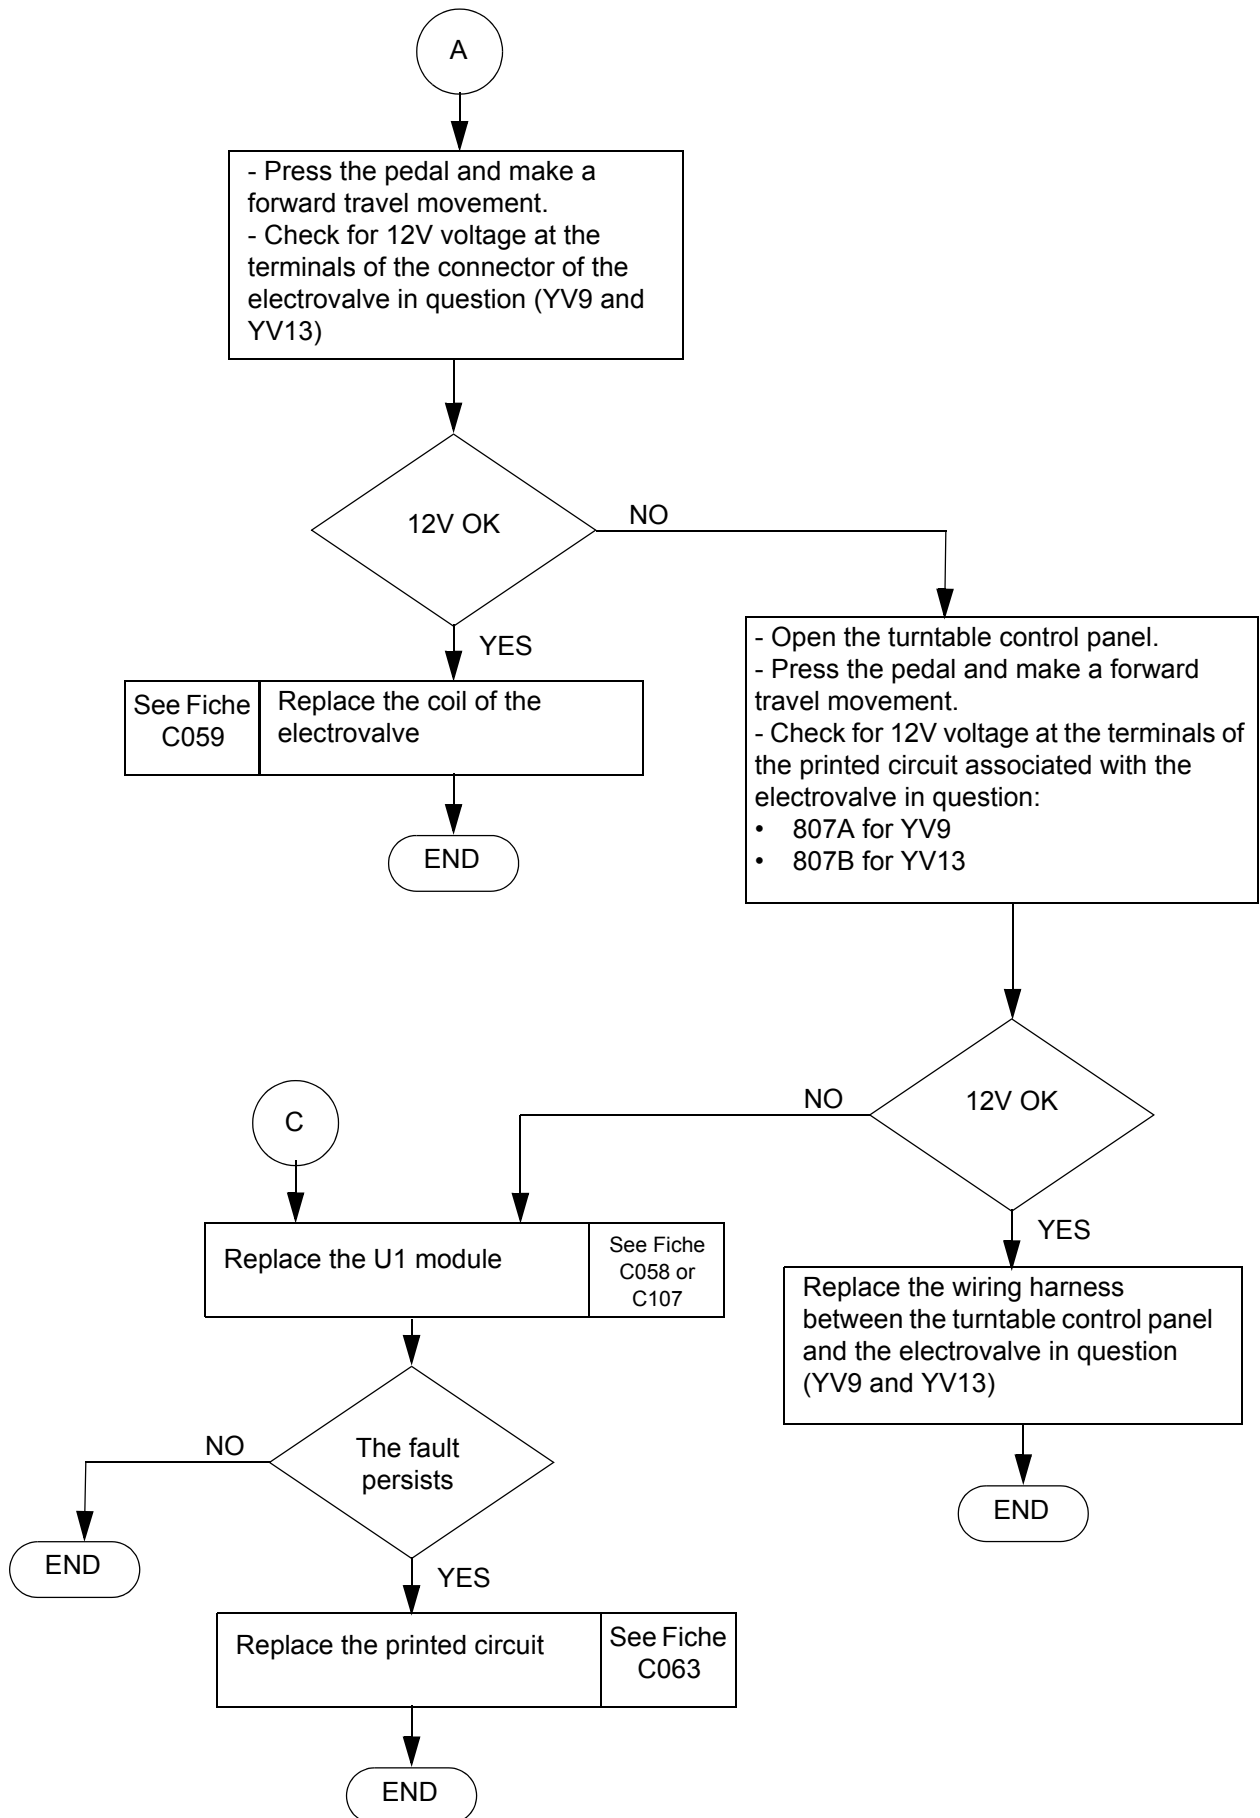 A
- Press the pedal and make a
forward travel movement.
- Check for 12V voltage at the
terminals of the connector of the
electrovalve in question (YV9 and
YV13)
12V OK
NO
YES
See Fiche
C059
Replace the coil of the
electrovalve
END
- Open the turntable control panel.
- Press the pedal and make a forward
travel movement.
- Check for 12V voltage at the terminals of
the printed circuit associated with the
electrovalve in question:
• 807A for YV9
• 807B for YV13
12V OK
NO
YES
C
Replace the U1 module
See Fiche
C058 or
C107
Replace the wiring harness
between the turntable control panel
and the electrovalve in question
(YV9 and YV13)
END
The fault
persists
NO
END
YES
Replace the printed circuit
See Fiche
C063
END